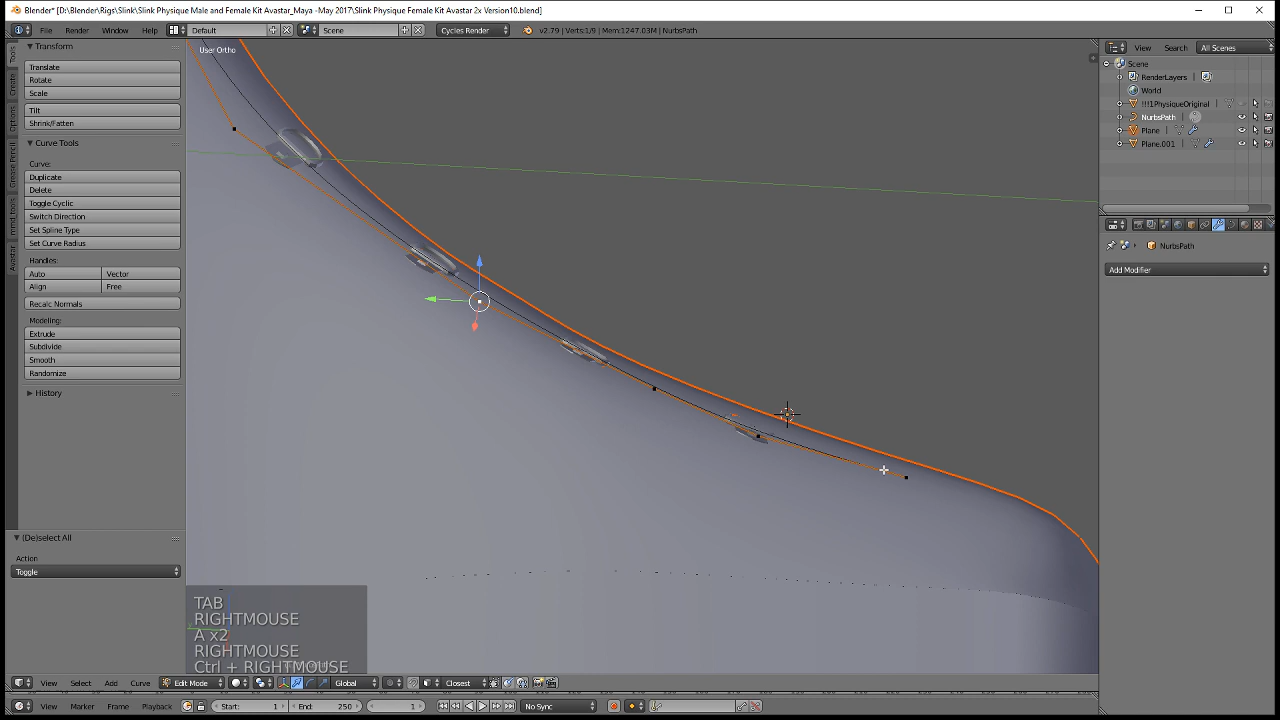 Blender* [D:\Blender\Rigs\Slink\Slink Physique Male and Female Kit Avastar_Maya -May 2017\Slink Physique Female Kit Avastar 2x Version10.blend]
File Render Window Help Default Scene Cycles Render v2.79 | Verts:1/9 | Mem:1247.03M | NurbsPath
Transform
Translate
Rotate
Scale
Tilt
Shrink/Fatten
Curve Tools
Curve:
Duplicate
Delete
Toggle Cyclic
Switch Direction
Set Spline Type
Set Curve Radius
Handles:
Auto Vector
Align Free
Recalc Normals
Modeling:
Extrude
Subdivide
Smooth
Randomize
History
Tools
Create
Options
Grease Pencil
Avastar
(De)select All
Action
Toggle
User Ortho
TAB
RIGHTMOUSE
A x2
RIGHTMOUSE
Ctrl + RIGHTMOUSE
View Search All Scenes
Scene
RenderLayers
World
!!!1PhysiqueOriginal
NurbsPath
Plane
Plane.001
NurbsPath
Add Modifier
View Select Add Curve Edit Mode Global Closest
View Marker Frame Playback Start: 1 End: 250 1 No Sync